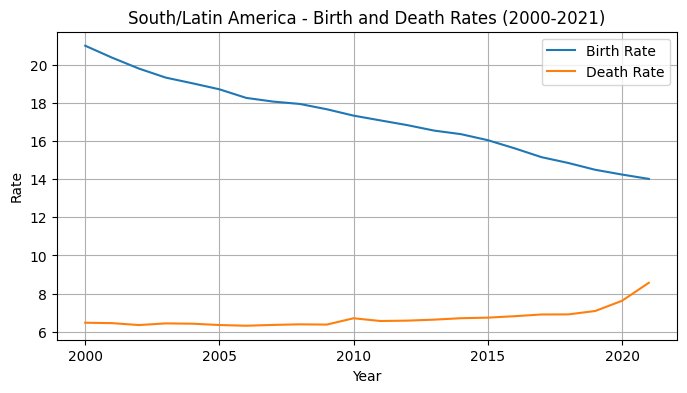 South/Latin America - Birth and Death Rates (2000-2021)
Birth Rate
Death Rate
Rate
20
18
16
14
12
10
8
6
2000 2005 2010 2015 2020
Year